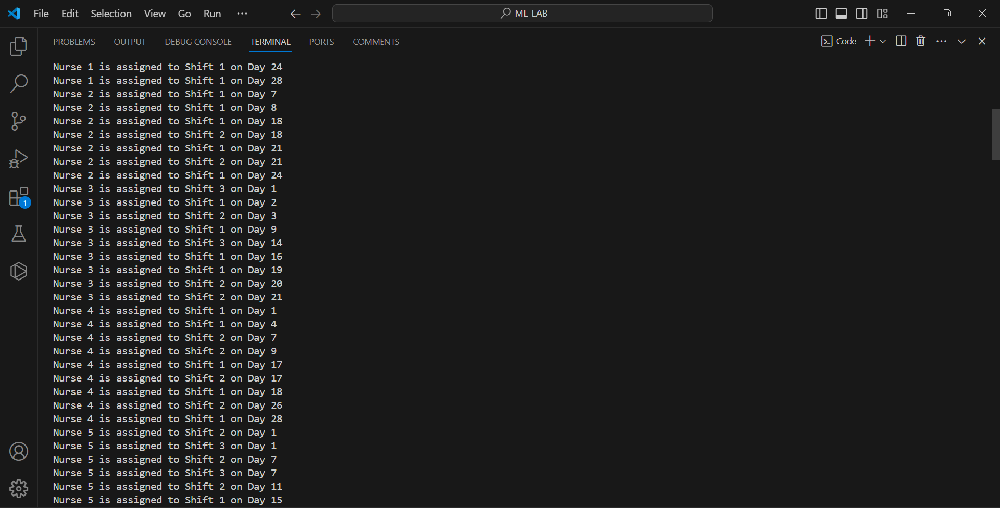 File Edit Selection View Go Run ML_LAB
PROBLEMS OUTPUT DEBUG CONSOLE TERMINAL PORTS COMMENTS Code
Nurse 1 is assigned to Shift 1 on Day 24
Nurse 1 is assigned to Shift 1 on Day 28
Nurse 2 is assigned to Shift 1 on Day 7
Nurse 2 is assigned to Shift 1 on Day 8
Nurse 2 is assigned to Shift 1 on Day 18
Nurse 2 is assigned to Shift 2 on Day 18
Nurse 2 is assigned to Shift 1 on Day 21
Nurse 2 is assigned to Shift 2 on Day 21
Nurse 2 is assigned to Shift 1 on Day 24
Nurse 3 is assigned to Shift 3 on Day 1
Nurse 3 is assigned to Shift 1 on Day 2
Nurse 3 is assigned to Shift 2 on Day 3
Nurse 3 is assigned to Shift 1 on Day 9
Nurse 3 is assigned to Shift 3 on Day 14
Nurse 3 is assigned to Shift 1 on Day 16
Nurse 3 is assigned to Shift 1 on Day 19
Nurse 3 is assigned to Shift 2 on Day 20
Nurse 3 is assigned to Shift 2 on Day 21
Nurse 4 is assigned to Shift 1 on Day 1
Nurse 4 is assigned to Shift 1 on Day 4
Nurse 4 is assigned to Shift 2 on Day 7
Nurse 4 is assigned to Shift 2 on Day 9
Nurse 4 is assigned to Shift 1 on Day 17
Nurse 4 is assigned to Shift 2 on Day 17
Nurse 4 is assigned to Shift 1 on Day 18
Nurse 4 is assigned to Shift 2 on Day 26
Nurse 4 is assigned to Shift 1 on Day 28
Nurse 5 is assigned to Shift 2 on Day 1
Nurse 5 is assigned to Shift 3 on Day 1
Nurse 5 is assigned to Shift 2 on Day 7
Nurse 5 is assigned to Shift 3 on Day 7
Nurse 5 is assigned to Shift 2 on Day 11
Nurse 5 is assigned to Shift 1 on Day 15
1